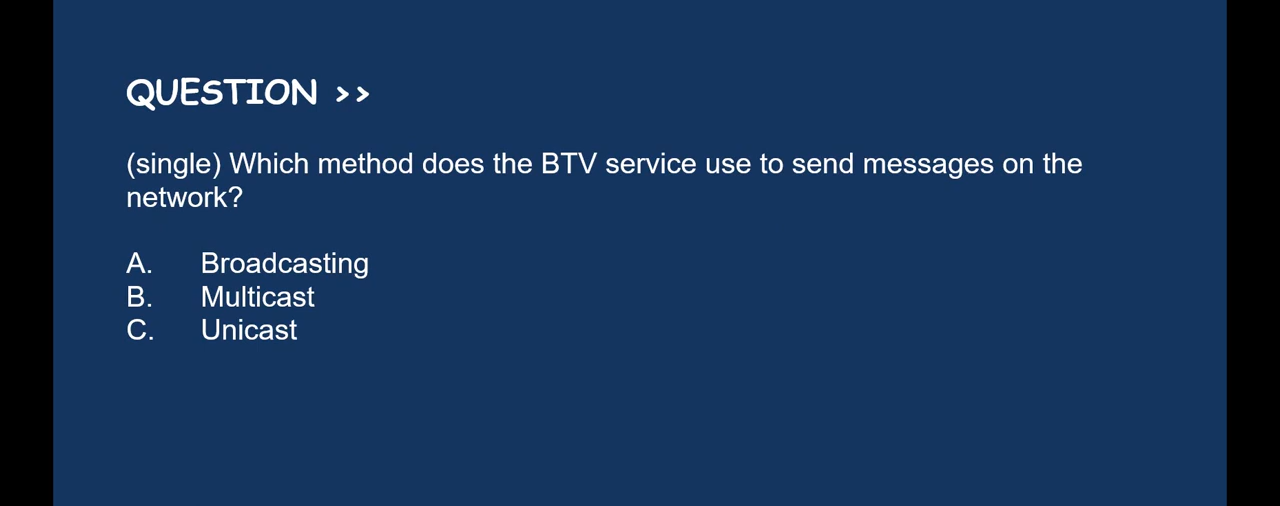 QUESTION >>
(single) Which method does the BTV service use to send messages on the
network?
A. Broadcasting
B. Multicast
C. Unicast